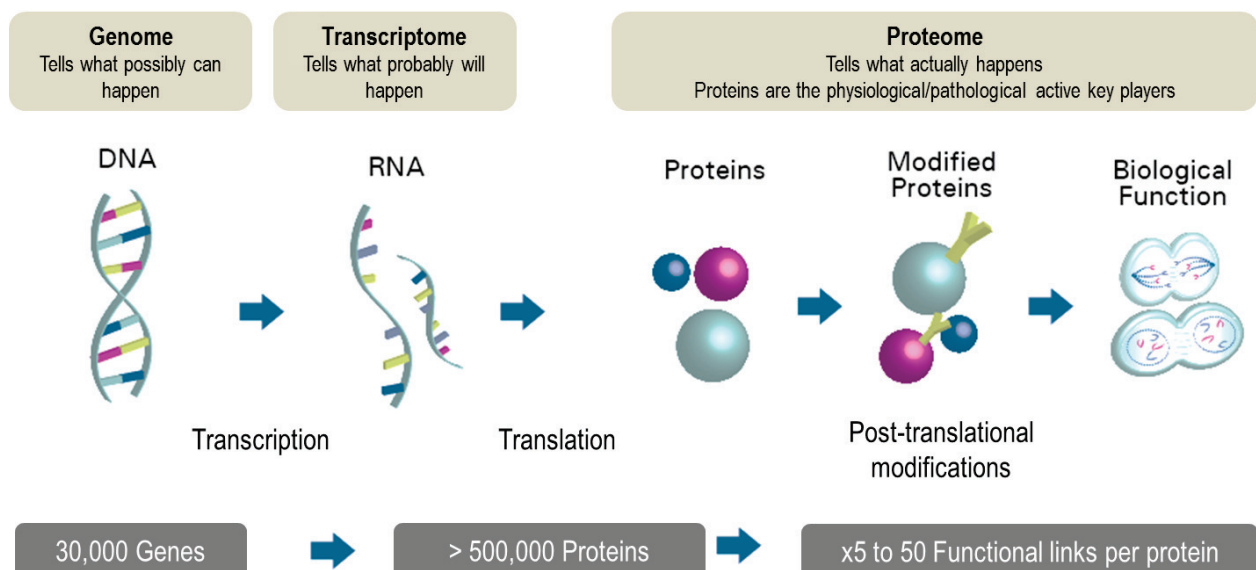 Genome
Tells what possibly can
happen
Transcriptome
Tells what probably will
happen
Proteome
Tells what actually happens
Proteins are the physiological/pathological active key players
DNA
RNA
Proteins
Modified
Proteins
Biological
Function
Transcription
Translation
Post-translational
modifications
30,000 Genes
> 500,000 Proteins
x5 to 50 Functional links per protein